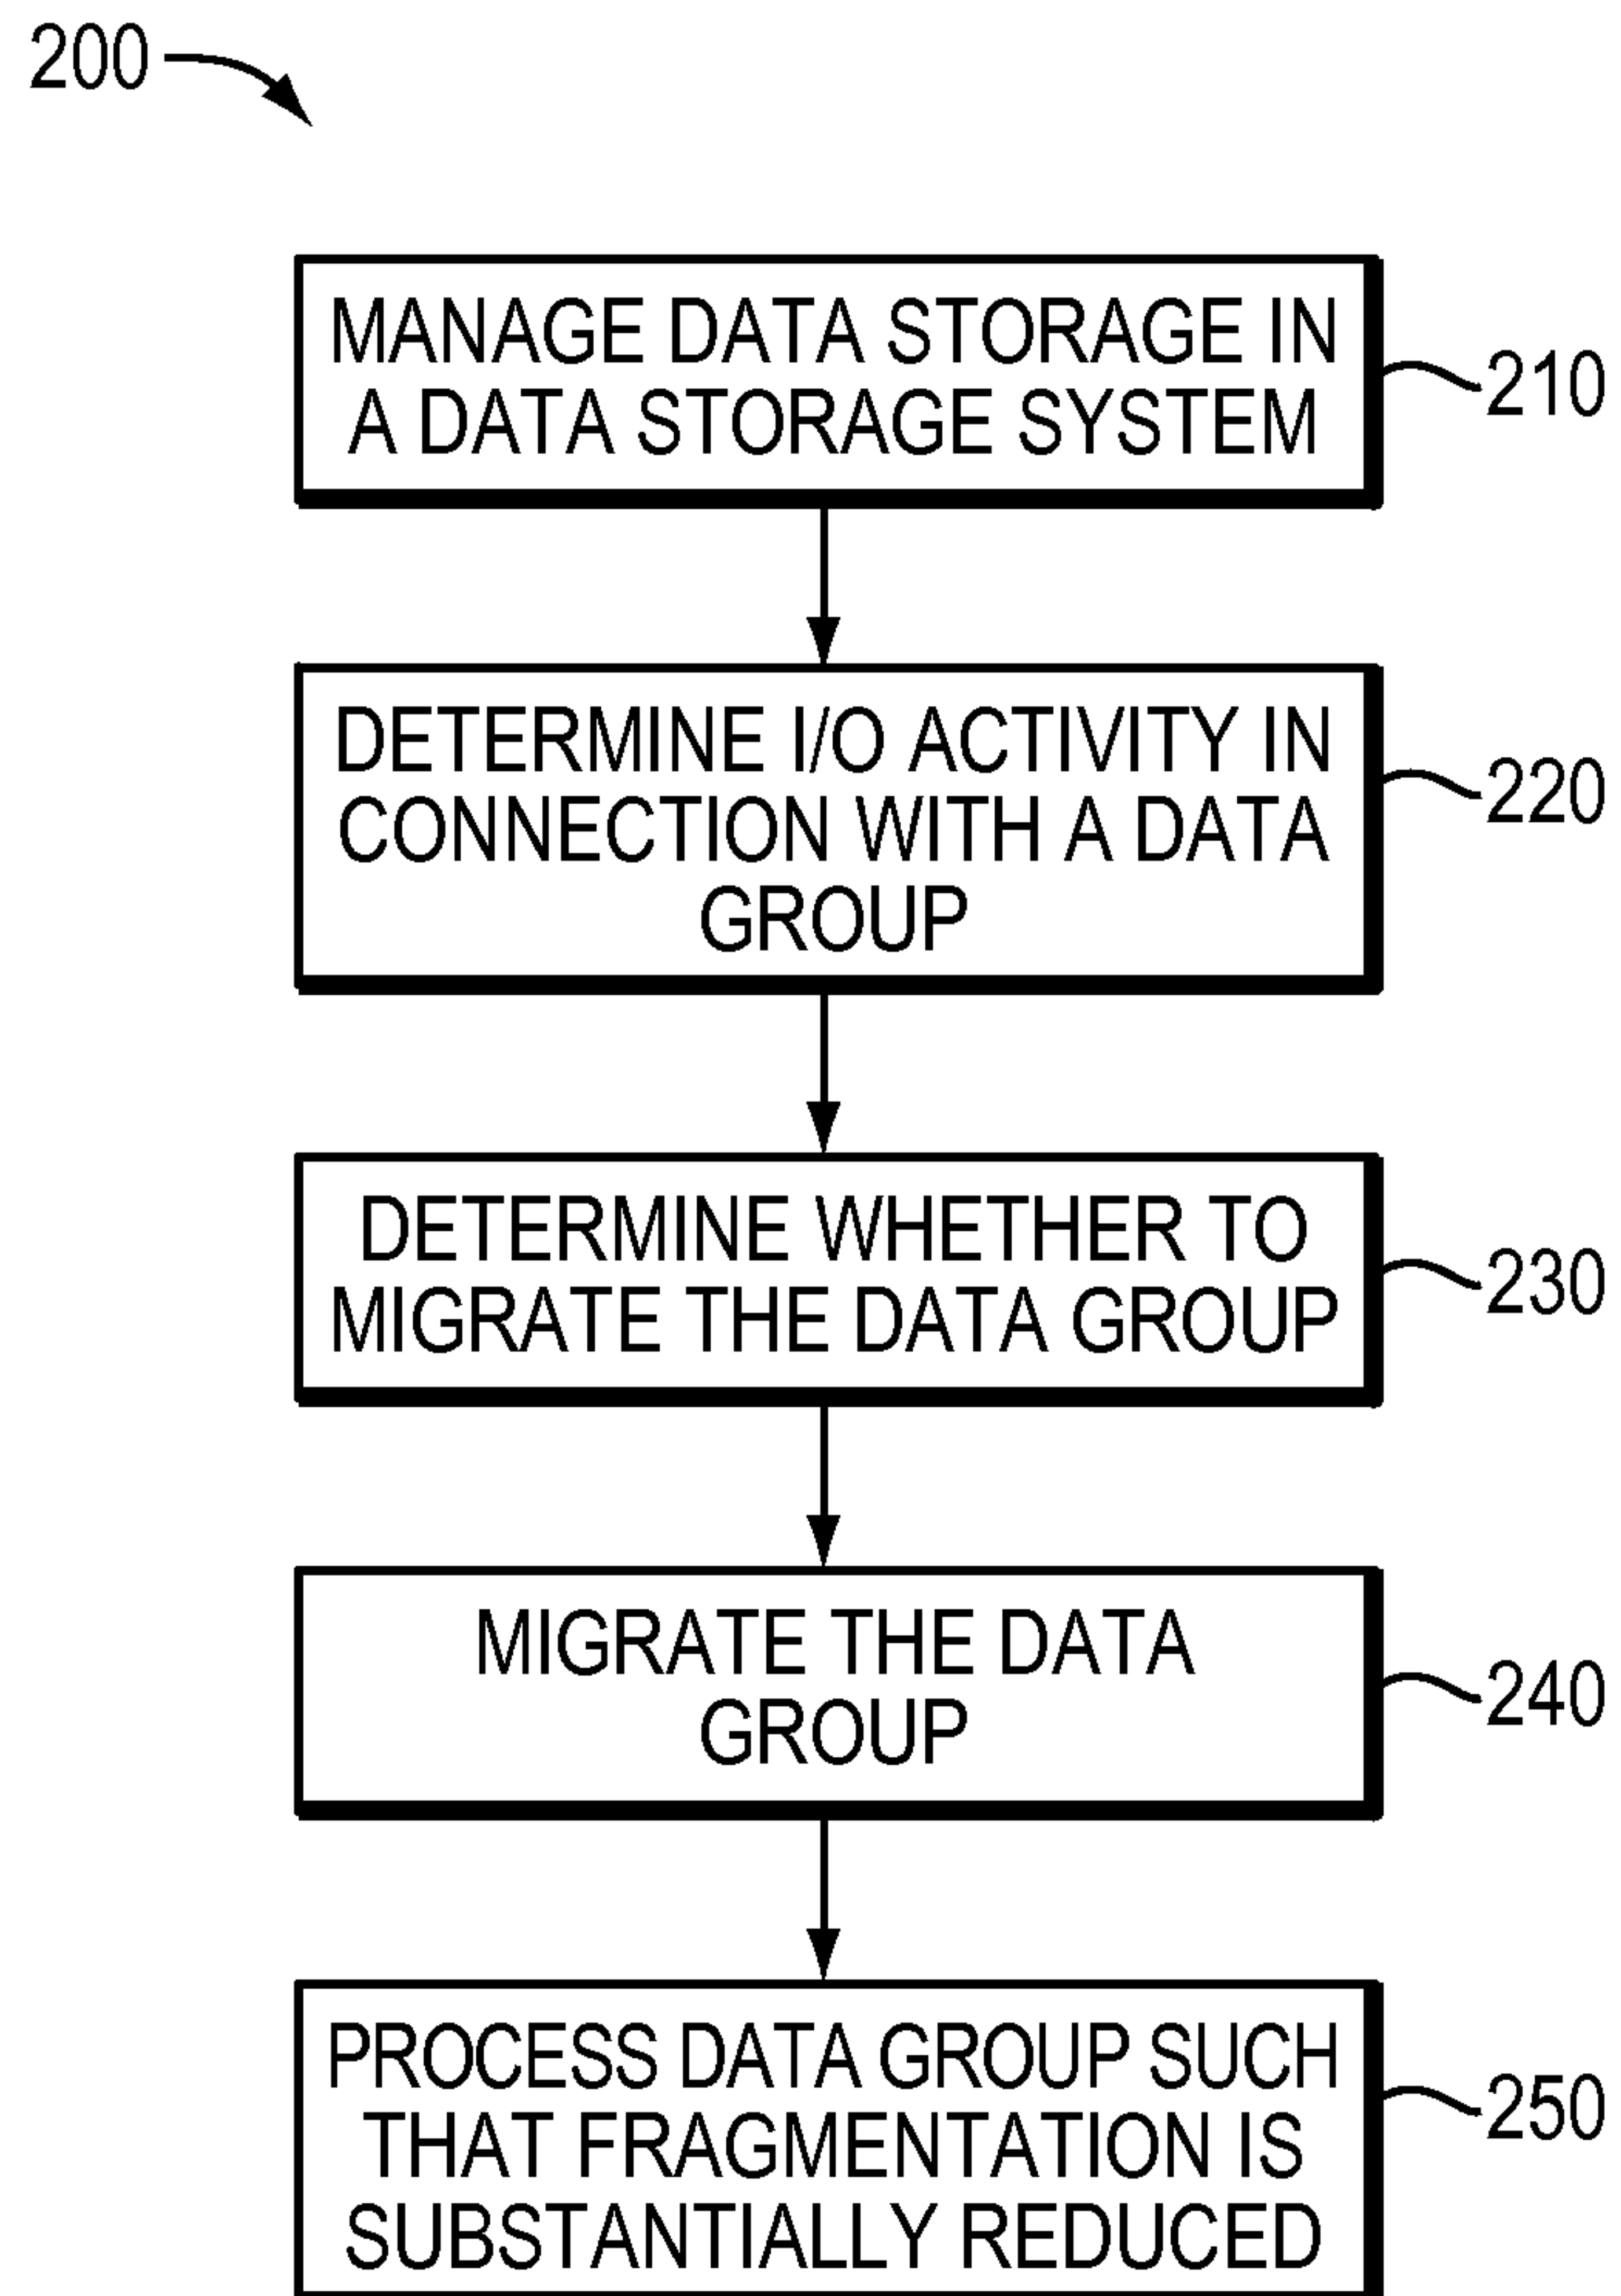 200
MANAGE DATA STORAGE IN
A DATA STORAGE SYSTEM
210
DETERMINE I/O ACTIVITY IN
CONNECTION WITH A DATA
GROUP
220
DETERMINE WHETHER TO
MIGRATE THE DATA GROUP
230
MIGRATE THE DATA
GROUP
240
PROCESS DATA GROUP SUCH
THAT FRAGMENTATION IS
SUBSTANTIALLY REDUCED
250